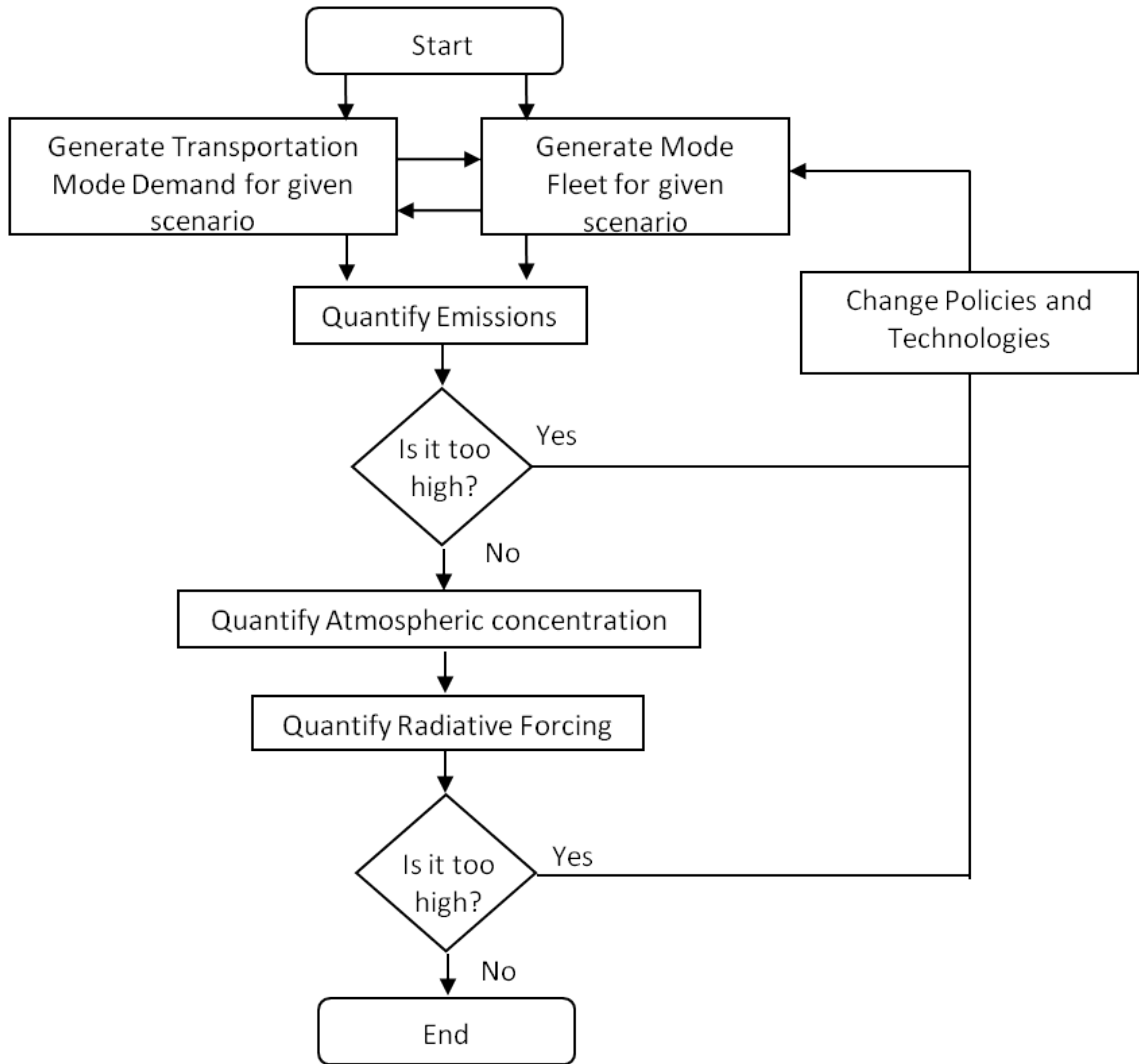 Start
Generate Transportation
Mode Demand for given
scenario
Generate Mode
Fleet for given
scenario
Quantify Emissions
Change Policies and
Technologies
Is it too
high?
Yes
No
Quantify Atmospheric concentration
Quantify Radiative Forcing
Is it too
high?
Yes
No
End